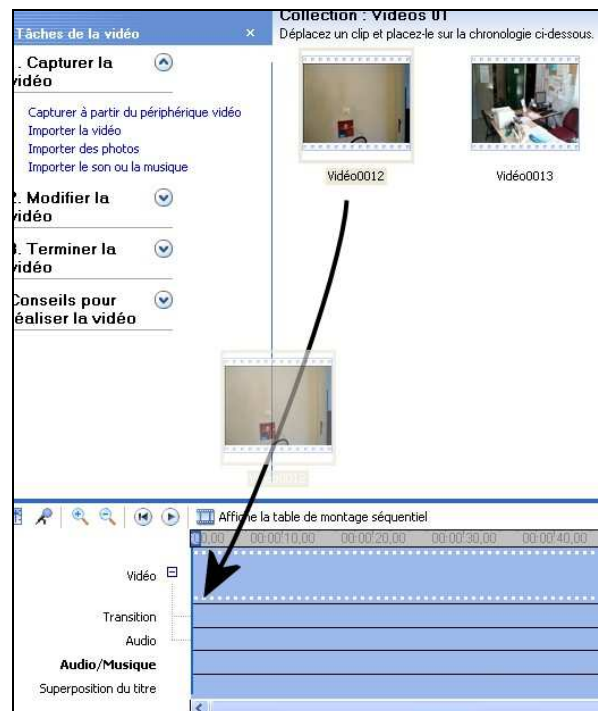 Collection : Vidéos 01
Tâches de la vidéo ×
Déplacez un clip et placez-le sur la chronologie ci-dessous.
. Capturer la
vidéo
Capturer à partir du périphérique vidéo
Importer la vidéo
Importer des photos
Importer le son ou la musique
Vidéo0012
Vidéo0013
2. Modifier la
vidéo
3. Terminer la
vidéo
Conseils pour
réaliser la vidéo
Affiche la table de montage séquentiel
00:00:10,00 00:00:20,00 00:00:30,00 00:00:40,00
Vidéo
Transition
Audio
Audio/Musique
Superposition du titre